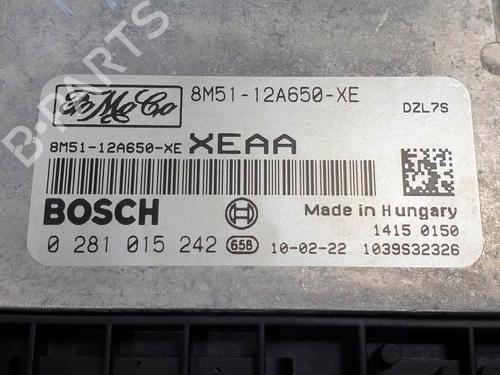 FoMoCo
8M51-12A650-XE
DZL7S
8M51-12A650-XE XEAA
BOSCH
Made in Hungary
1415 0150
0 281 015 242 65B 10-02-22 1039S32326
B-PARTS